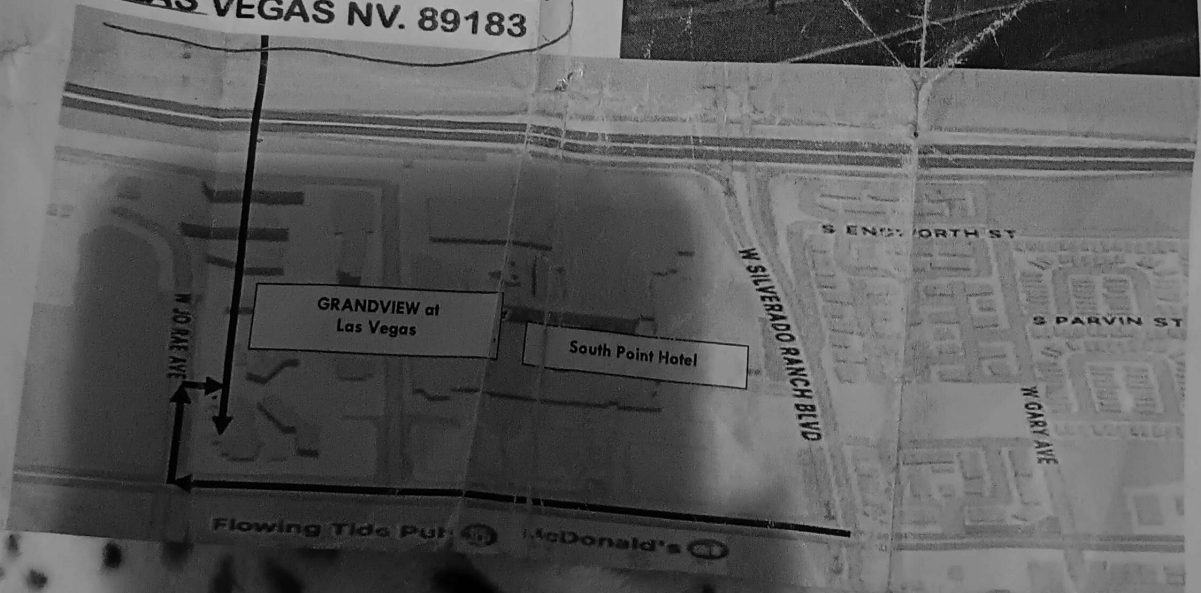 VEGAS NV. 89183
S ENSWORTH ST
GRANDVIEW at
Las Vegas
W JO RAE AVE
W SILVERADO RANCH BLVD
S PARVIN ST
South Point Hotel
W GARY AVE
Flowing Tide Pub
McDonald's